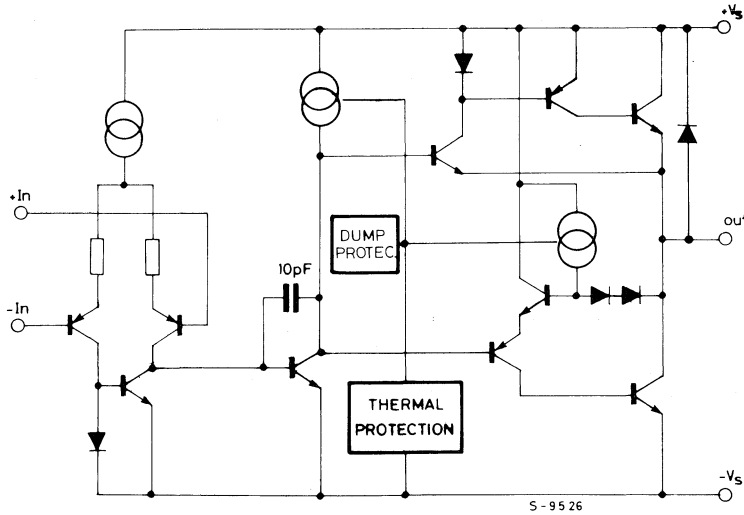 +Vs
+In
DUMP
PROTEC.
out
10pF
-In
THERMAL
PROTECTION
-Vs
S-9526